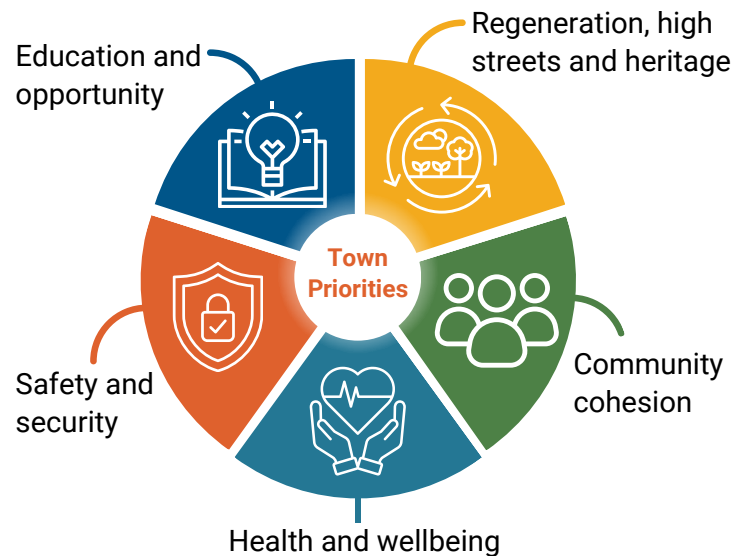 Education and
opportunity
Regeneration, high
streets and heritage
Town
Priorities
Safety and
security
Community
cohesion
Health and wellbeing